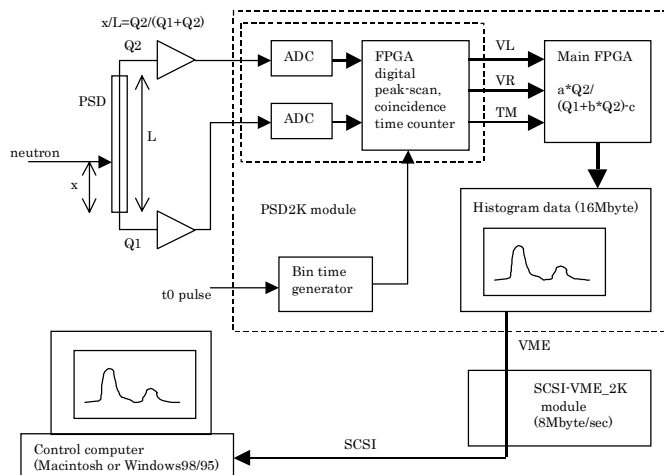 x/L=Q2/(Q1+Q2)
Q2
PSD
L
neutron
x
Q1
ADC
ADC
FPGA
digital
peak-scan,
coincidence
time counter
VL
VR
TM
Main FPGA
a*Q2/
(Q1+b*Q2)-c
PSD2K module
t0 pulse
Bin time
generator
Histogram data (16Mbyte)
VME
SCSI-VME_2K
module
(8Mbyte/sec)
SCSI
Control computer
(Macintosh or Windows98/95)